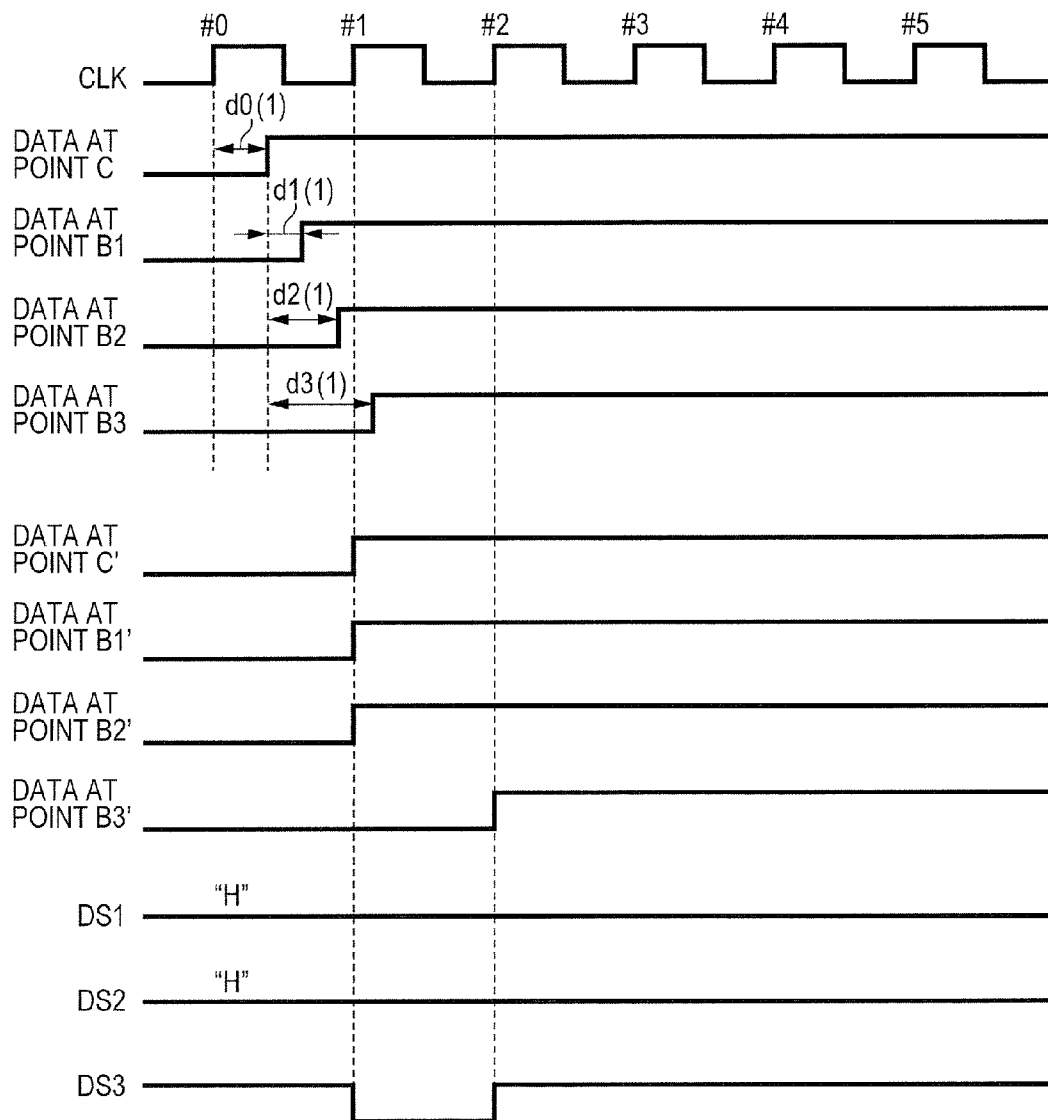 #0 #1 #2 #3 #4 #5
CLK
d0(1)
DATA AT
POINT C
d1(1)
DATA AT
POINT B1
d2(1)
DATA AT
POINT B2
d3(1)
DATA AT
POINT B3
DATA AT
POINT C'
DATA AT
POINT B1'
DATA AT
POINT B2'
DATA AT
POINT B3'
“H”
DS1
“H”
DS2
DS3